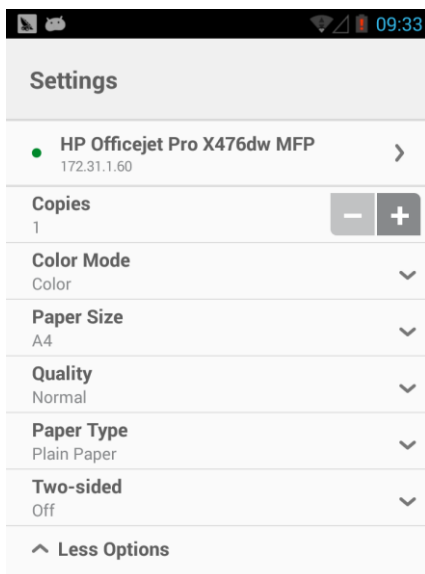 09:33
Settings
HP Officejet Pro X476dw MFP
172.31.1.60
Copies
1
Color Mode
Color
Paper Size
A4
Quality
Normal
Paper Type
Plain Paper
Two-sided
Off
Less Options